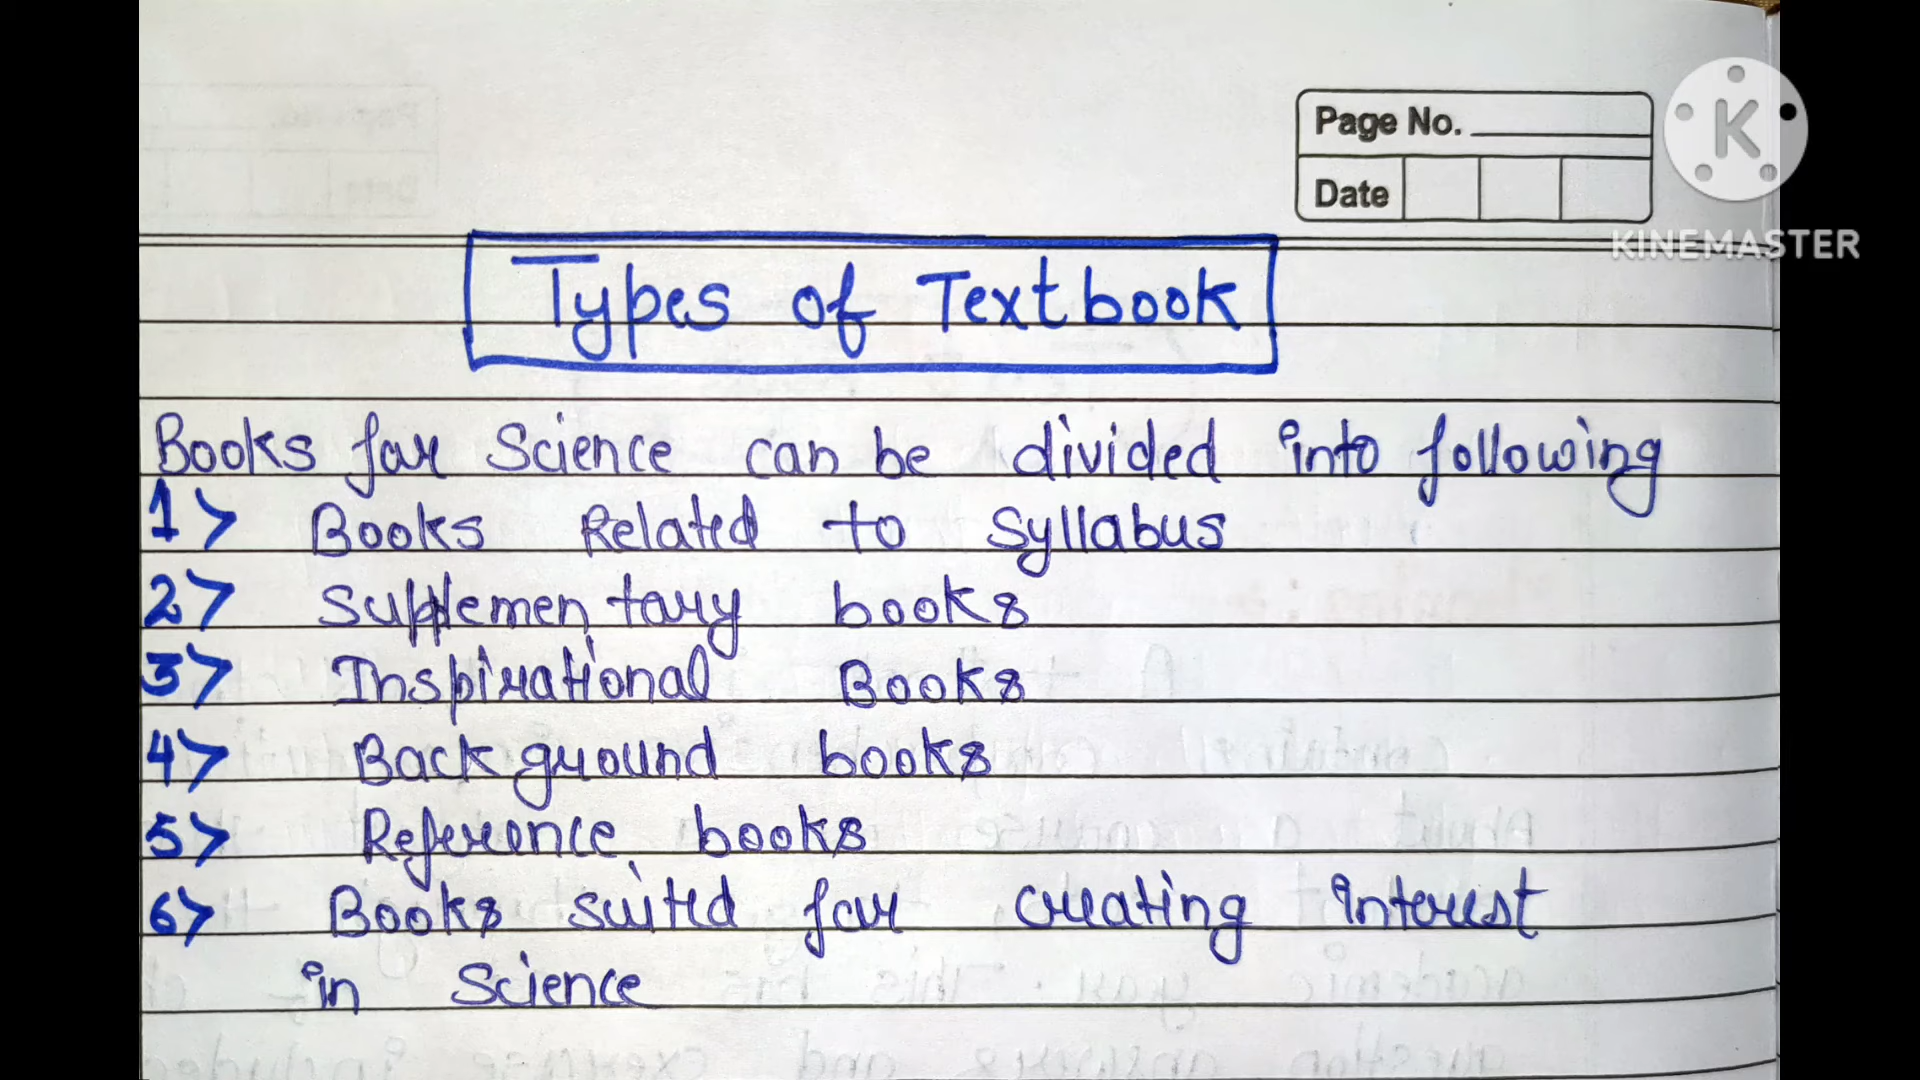 Page No.
Date
KINEMASTER
Types of Textbook
Books for Science can be divided into following
1> Books Related to Syllabus
2> Supplementary books
3> Inspirational Books
4> Background books
5> Reference books
6> Books suited for creating interest
in Science